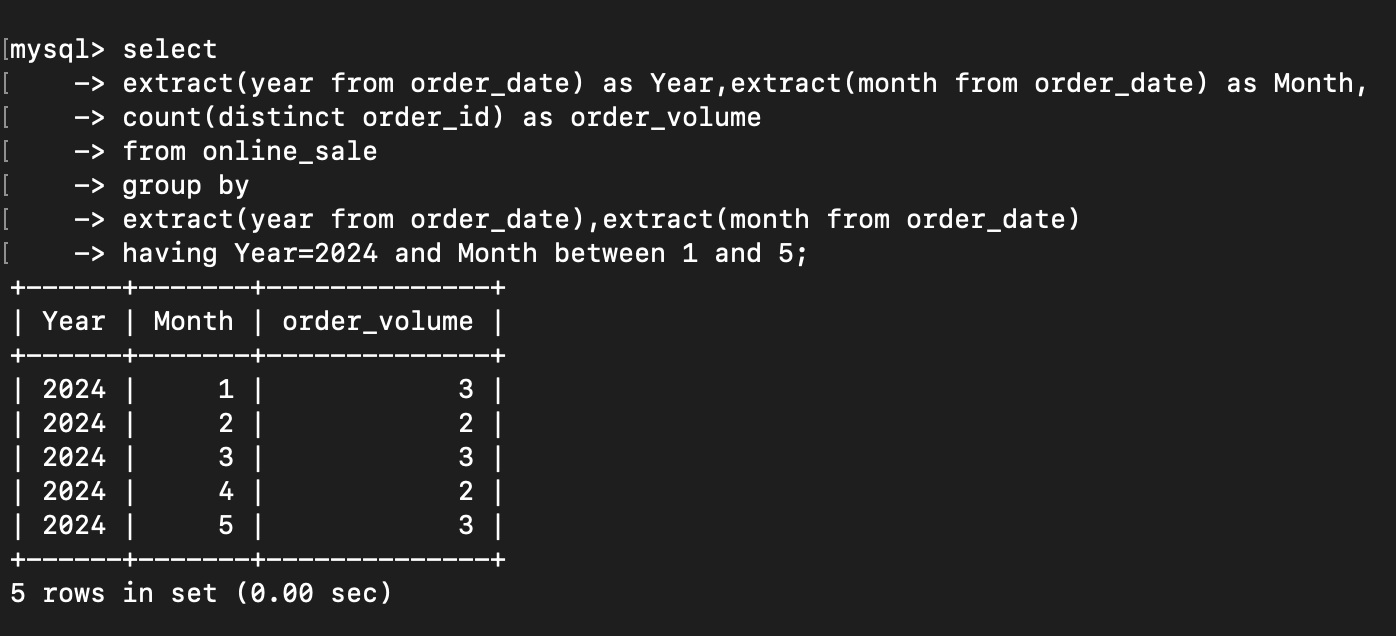 [mysql> select
[    -> extract(year from order_date) as Year,extract(month from order_date) as Month,
[    -> count(distinct order_id) as order_volume
[    -> from online_sale
[    -> group by
[    -> extract(year from order_date),extract(month from order_date)
[    -> having Year=2024 and Month between 1 and 5;
+------+-------+--------------+
| Year | Month | order_volume |
+------+-------+--------------+
| 2024 |     1 |            3 |
| 2024 |     2 |            2 |
| 2024 |     3 |            3 |
| 2024 |     4 |            2 |
| 2024 |     5 |            3 |
+------+-------+--------------+
5 rows in set (0.00 sec)